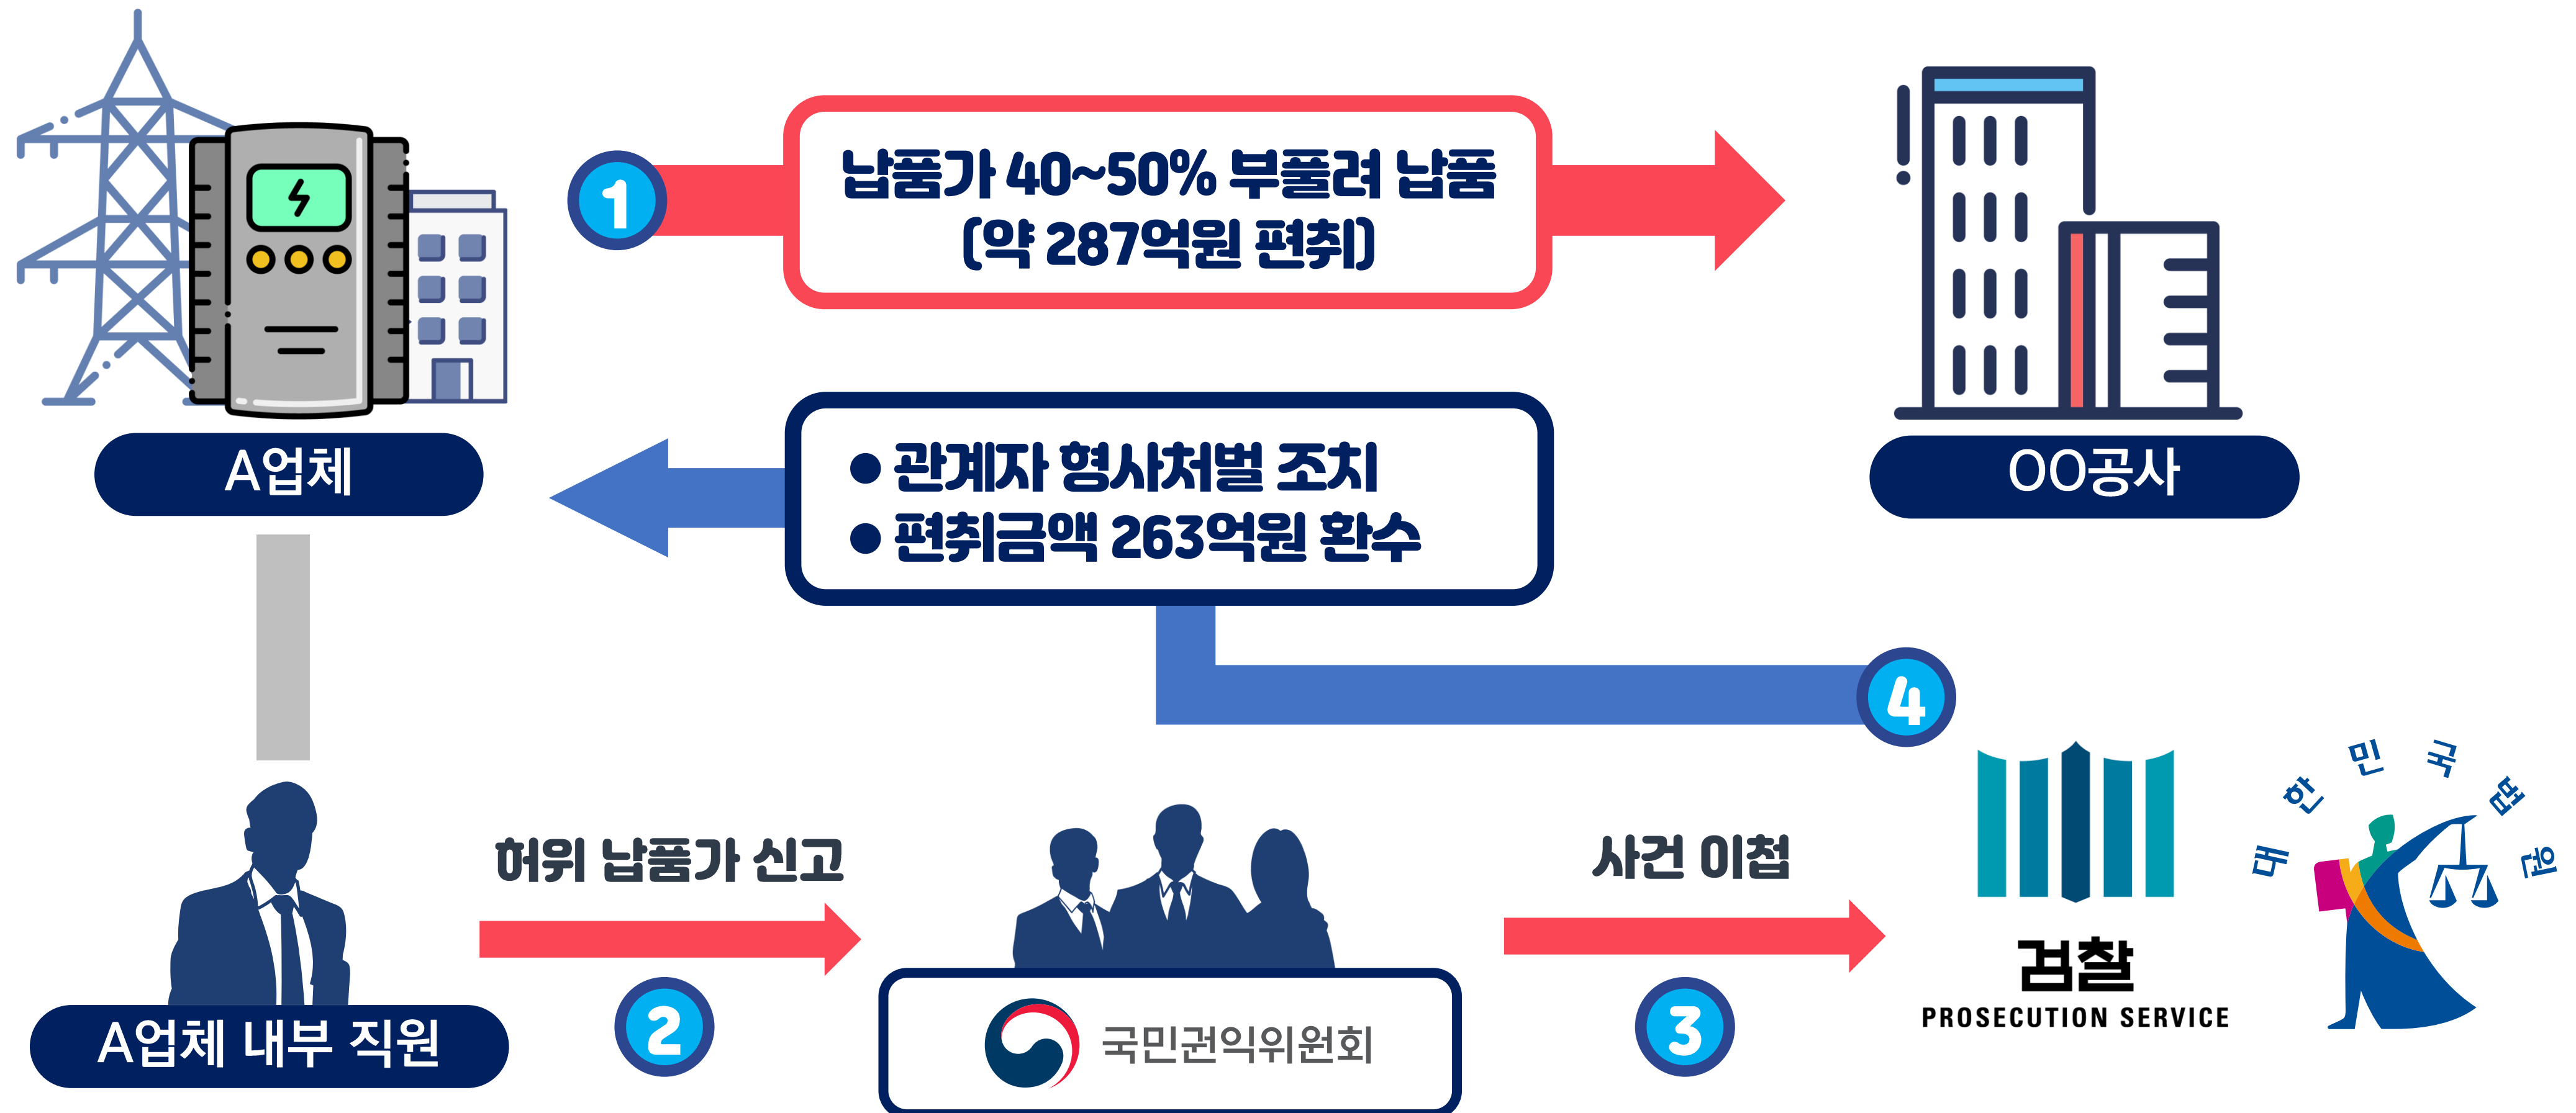 1
납품가 40~50% 부풀려 납품
(약 287억원 편취)
A업체
OO공사
● 관계자 형사처벌 조치
● 편취금액 263억원 환수
4
허위 납품가 신고
2
사건 이첩
3
A업체 내부 직원
국민권익위원회
검찰
PROSECUTION SERVICE
대한민국법원